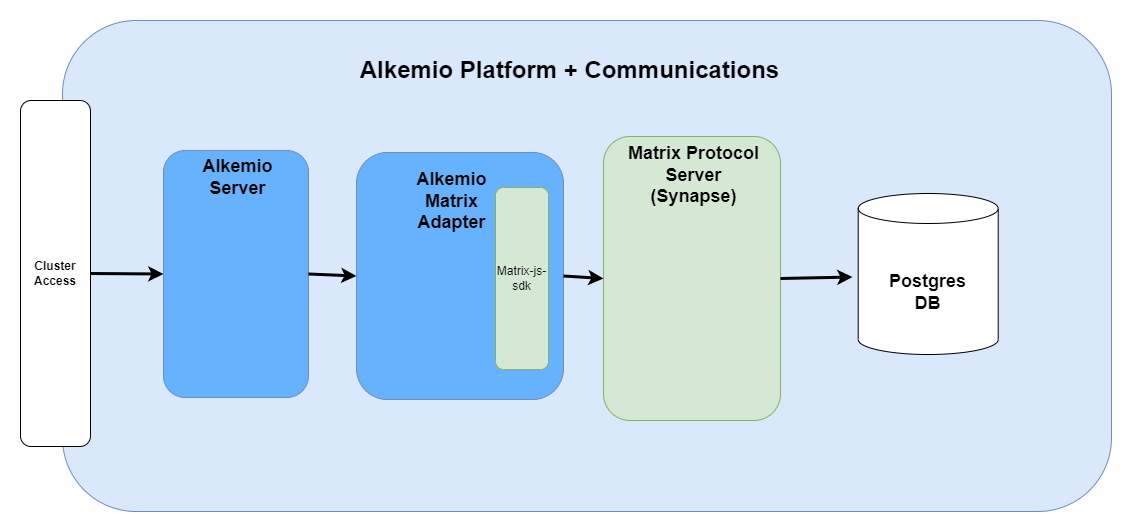 Alkemio Platform + Communications
Cluster
Access
Alkemio
Server
Alkemio
Matrix
Adapter
Matrix-js-
sdk
Matrix Protocol
Server
(Synapse)
Postgres
DB